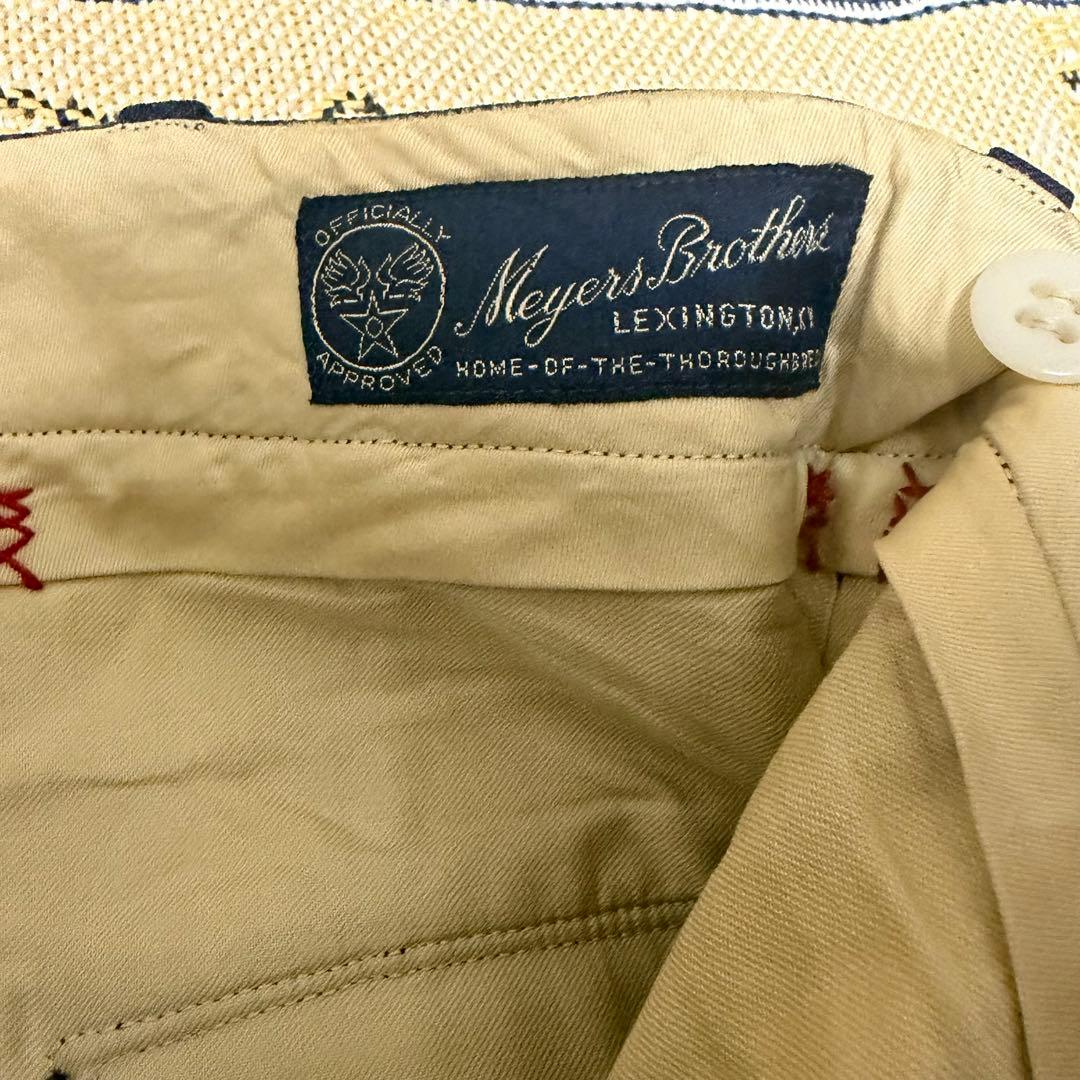 OFFICIALLY
APPROVED
Meyers Brothers
LEXINGTON, KY
HOME-OF-THE-THOROUGHBRED